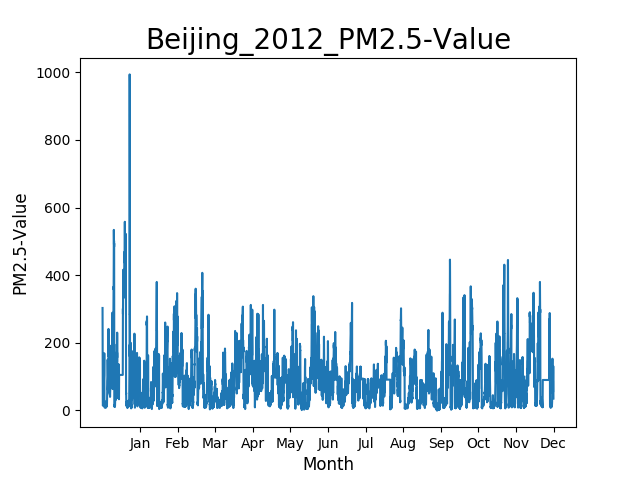 Beijing_2012_PM2.5-Value
1000
800
600
400
200
0
PM2.5-Value
Jan Feb Mar Apr May Jun Jul Aug Sep Oct Nov Dec
Month